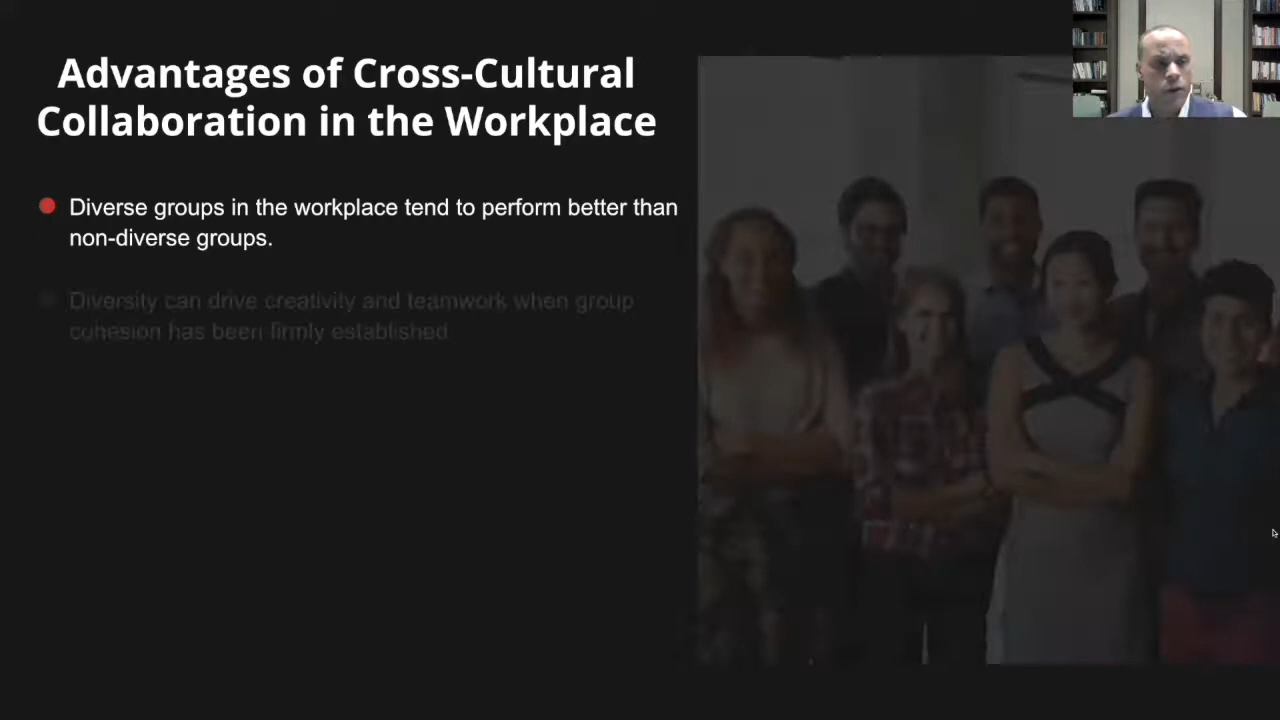 Advantages of Cross-Cultural
Collaboration in the Workplace
Diverse groups in the workplace tend to perform better than
non-diverse groups.
Diversity can drive creativity and teamwork when group
cohesion has been firmly established